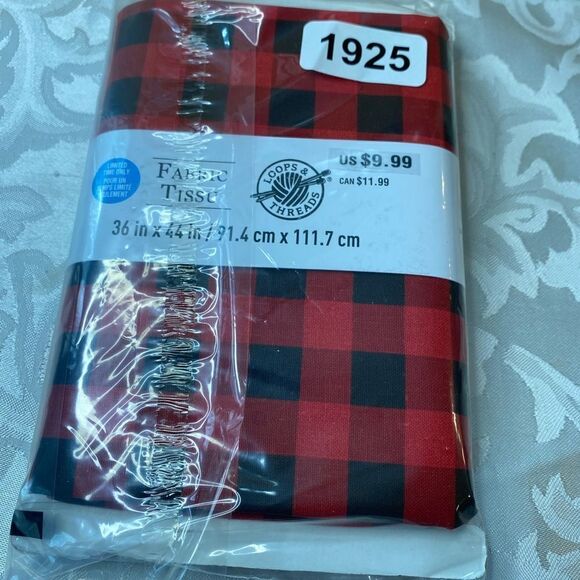 1925
LIMITED
TIME ONLY
POUR UN
TEMPS LIMITÉ
SEULEMENT
FABRIC
TISSU
LOOPS &
THREADS
US $9.99
CAN $11.99
36 in x 44 in / 91.4 cm x 111.7 cm